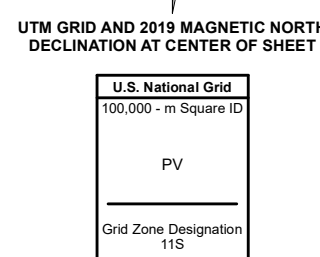 UTM GRID AND 2019 MAGNETIC NORTH
DECLINATION AT CENTER OF SHEET
U.S. National Grid
100,000 - m Square ID
PV
Grid Zone Designation
11S